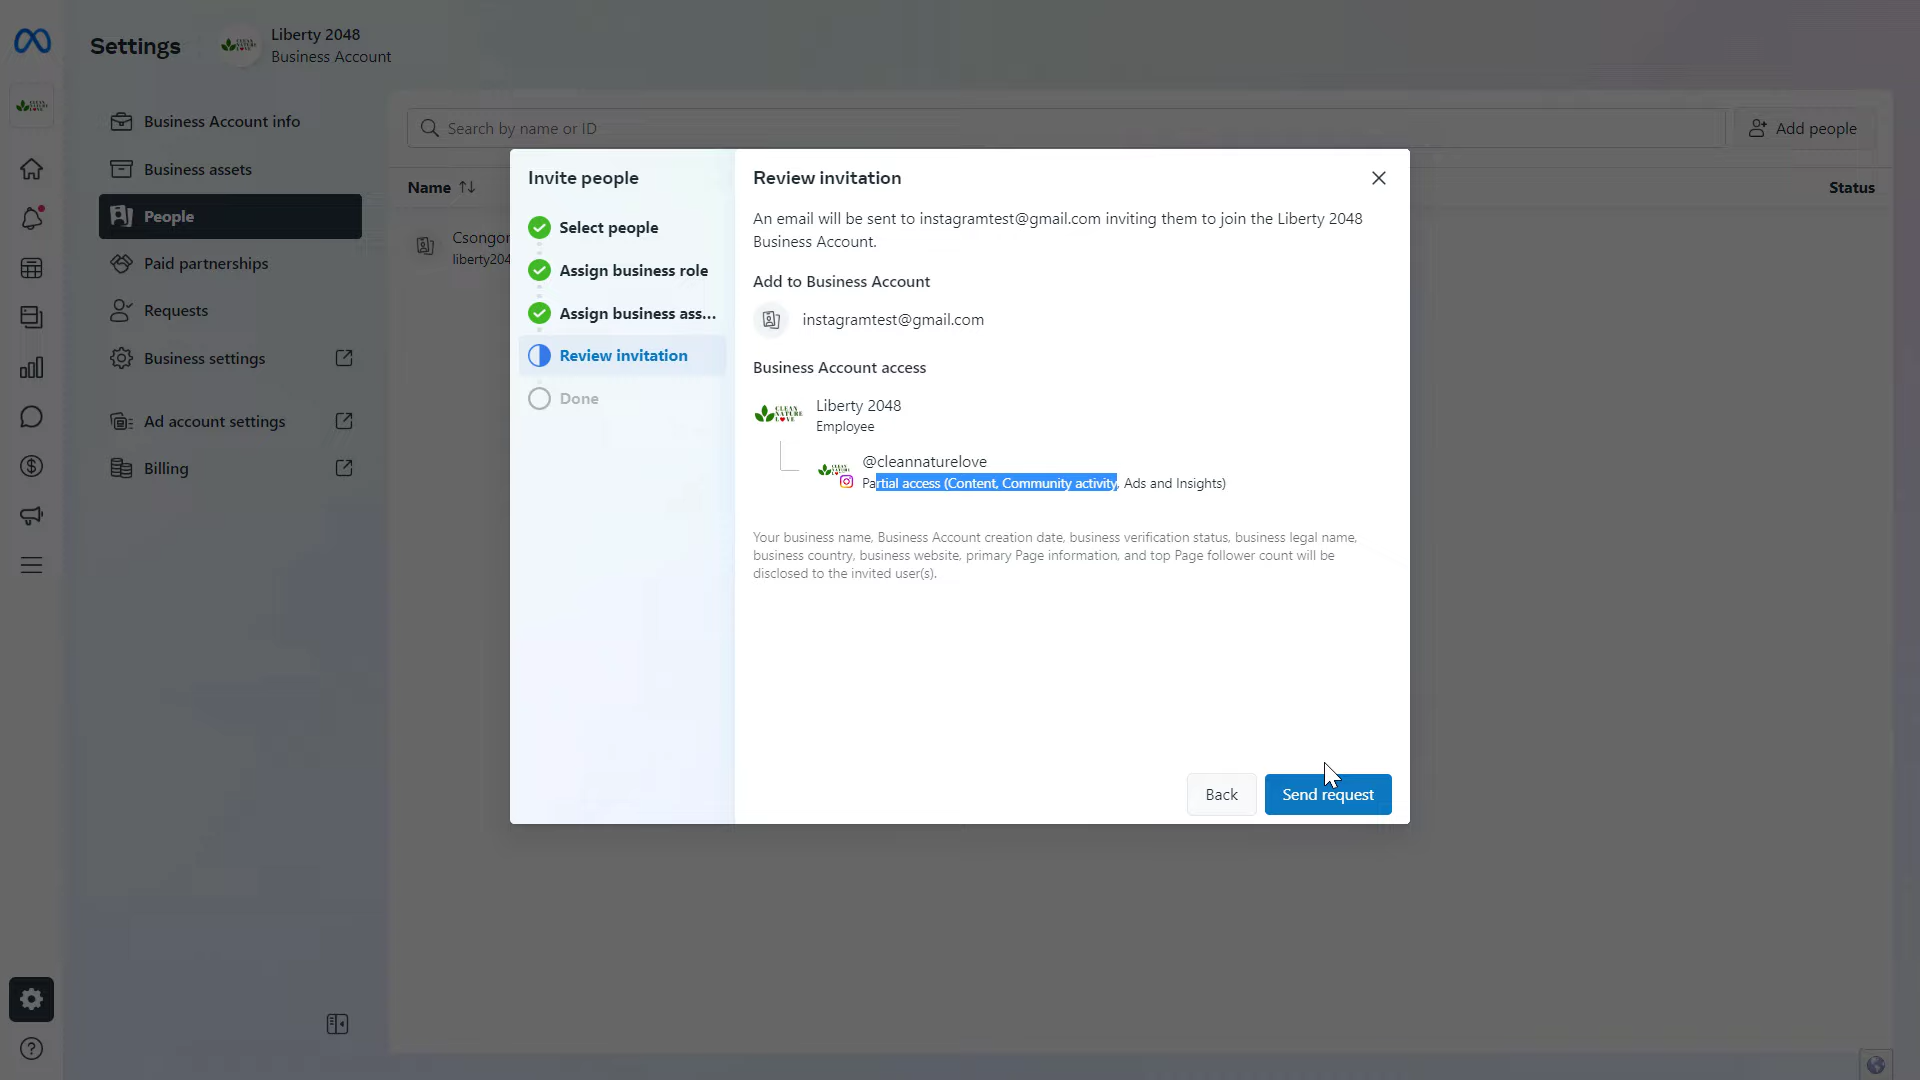 Settings
Liberty 2048
Business Account
Business Account info
Business assets
People
Paid partnerships
Requests
Business settings
Ad account settings
Billing
Search by name or ID
Add people
Name
Status
Csongor
liberty204
Invite people
Select people
Assign business role
Assign business ass...
Review invitation
Done
Review invitation
An email will be sent to instagramtest@gmail.com inviting them to join the Liberty 2048
Business Account.
Add to Business Account
instagramtest@gmail.com
Business Account access
CLEAN
NATURE
LOVE
Liberty 2048
Employee
@cleannaturelove
Partial access (Content, Community activity, Ads and Insights)
Your business name, Business Account creation date, business verification status, business legal name,
business country, business website, primary Page information, and top Page follower count will be
disclosed to the invited user(s).
Back
Send request